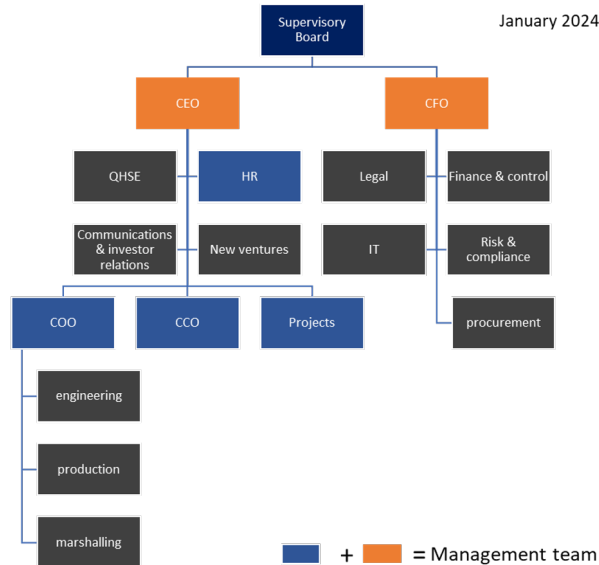 Supervisory
Board
January 2024
CEO
CFO
QHSE
HR
Legal
Finance & control
Communications
& investor
relations
New ventures
IT
Risk &
compliance
COO
CCO
Projects
procurement
engineering
production
marshalling
+ = Management team